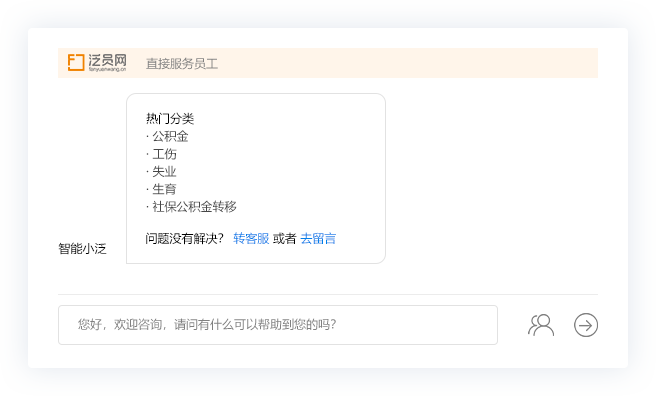 泛员网
fanyuanwang.cn
直接服务员工
热门分类
· 公积金
· 工伤
· 失业
· 生育
· 社保公积金转移
问题没有解决? 转客服 或者 去留言
智能小泛
您好，欢迎咨询，请问有什么可以帮助到您的吗?